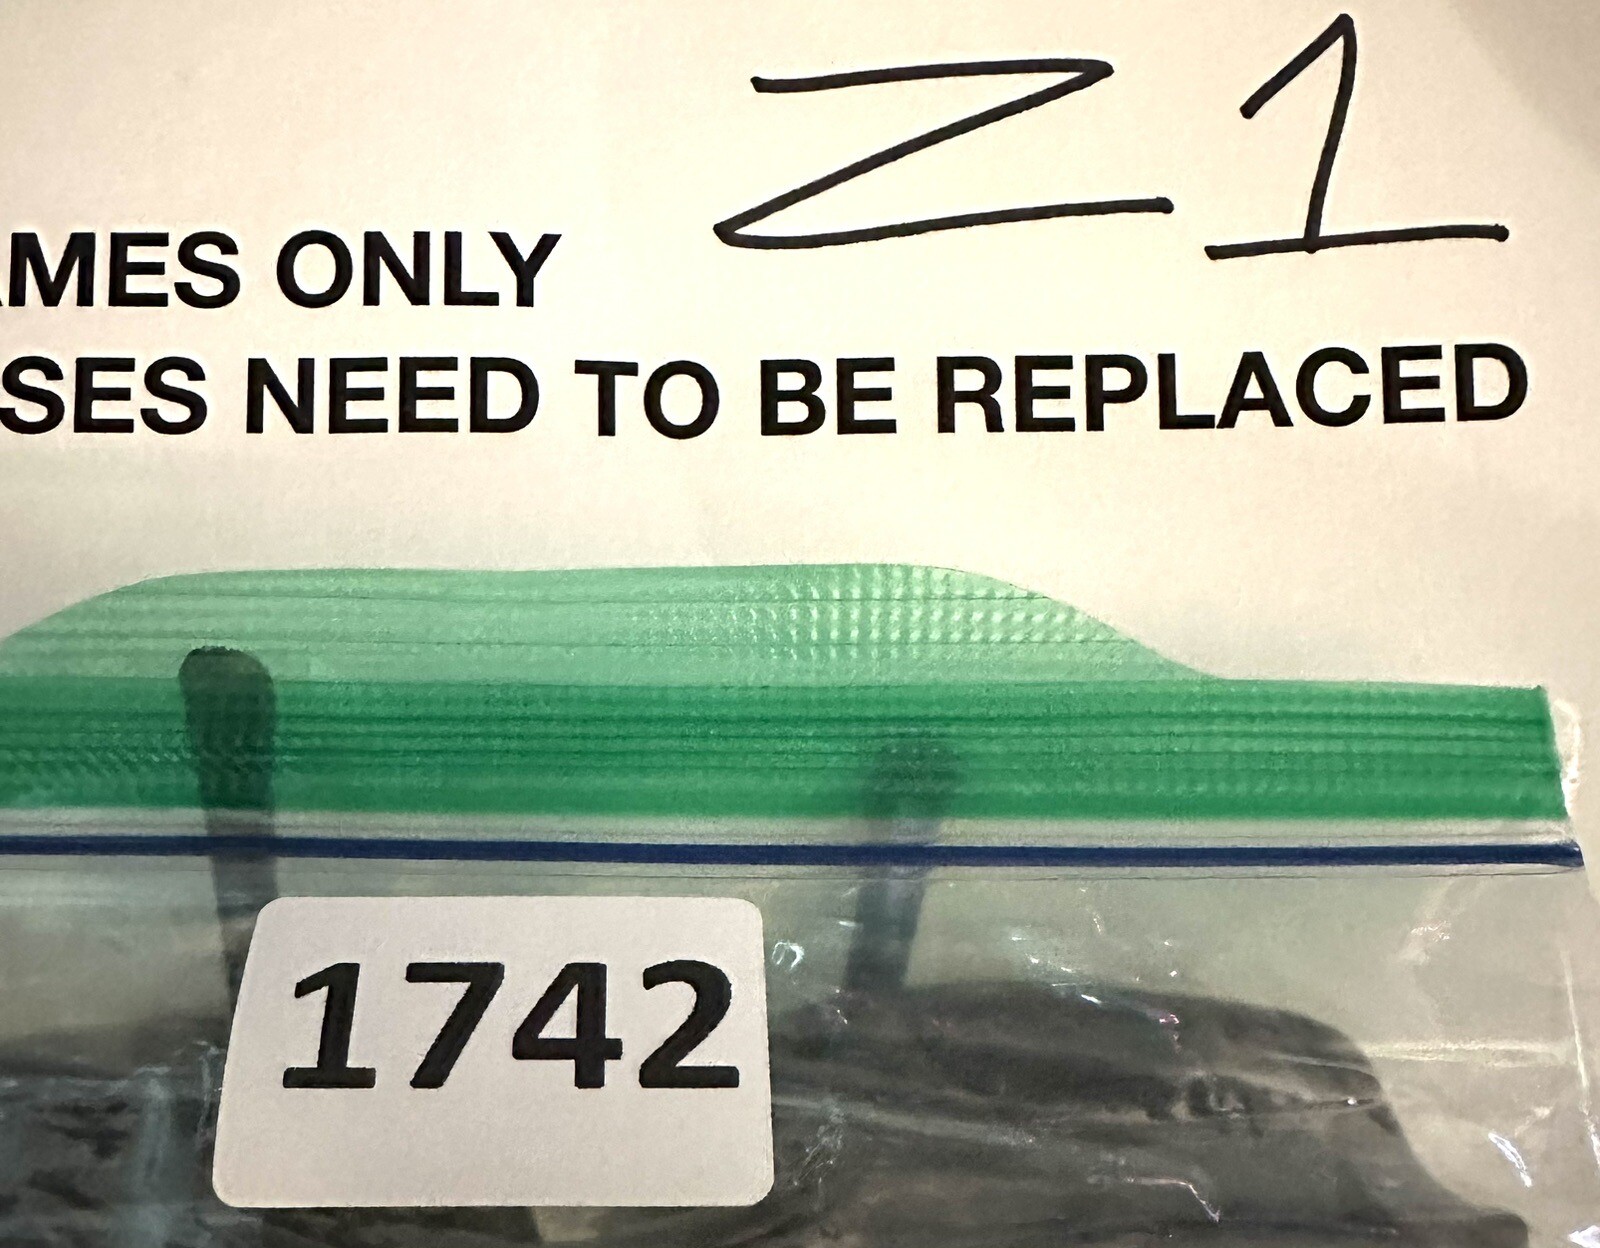 Z1
AMES ONLY
SES NEED TO BE REPLACED
1742